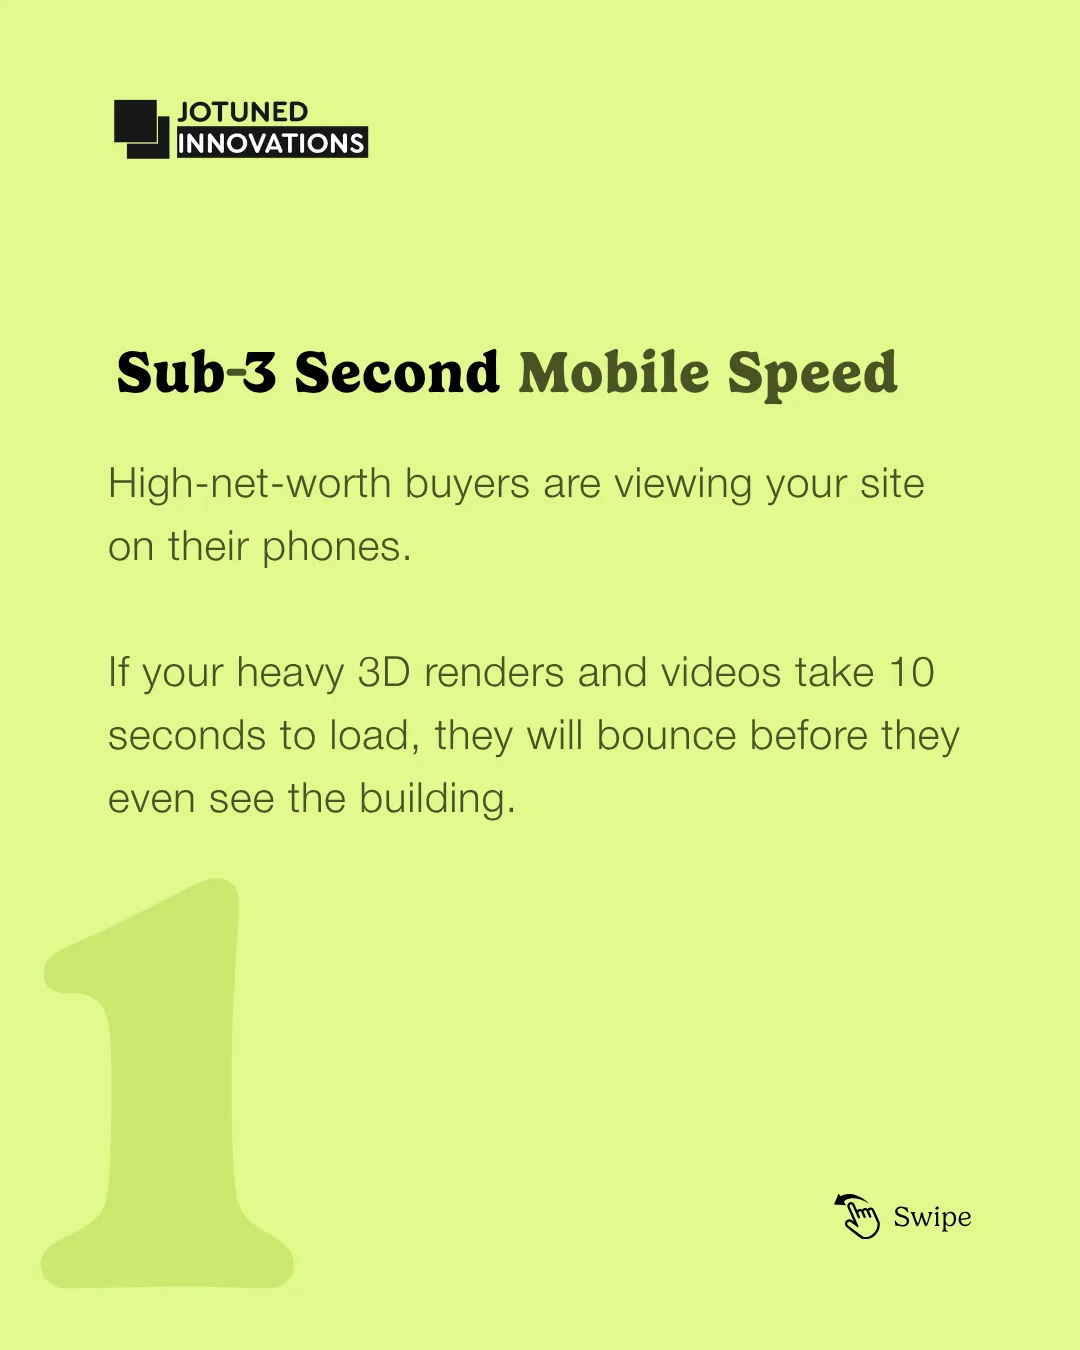 JOTUNED
INNOVATIONS
Sub-3 Second Mobile Speed
High-net-worth buyers are viewing your site
on their phones.
If your heavy 3D renders and videos take 10
seconds to load, they will bounce before they
even see the building.
1
Swipe